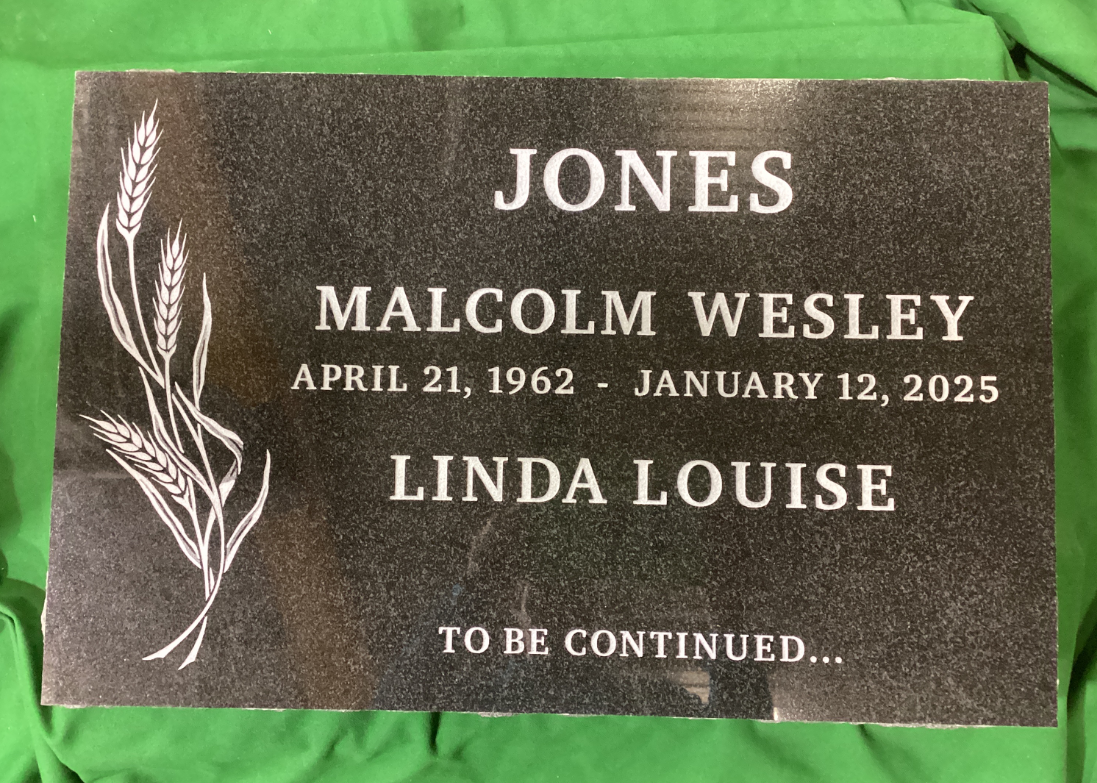 JONES
MALCOLM WESLEY
APRIL 21, 1962 - JANUARY 12, 2025
LINDA LOUISE
TO BE CONTINUED...